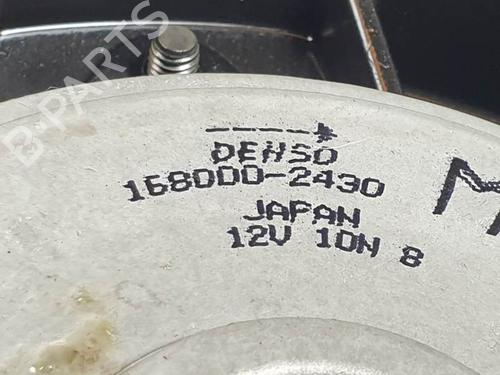 DENSO
168000-2430
JAPAN
12V 10N 8
M
B-PARTS